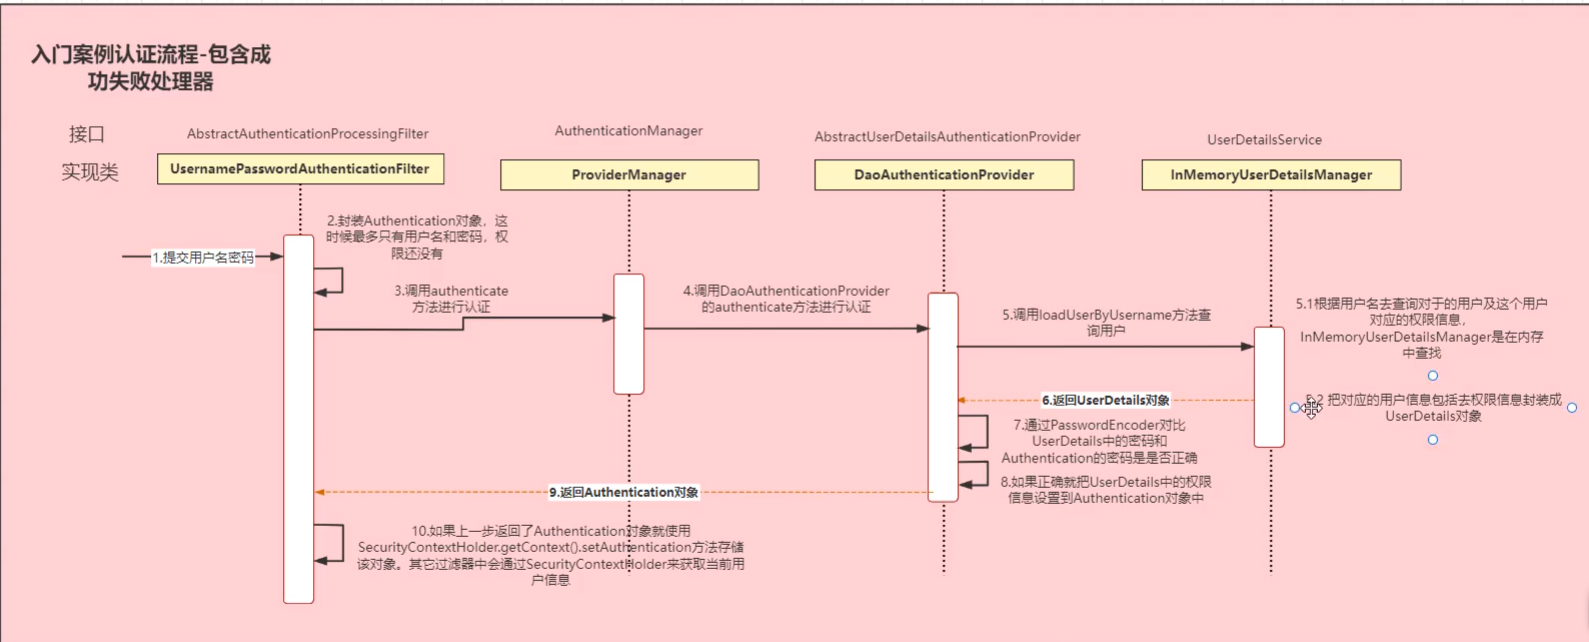 入门案例认证流程-包含成
功失败处理器
接口
AbstractAuthenticationProcessingFilter
AuthenticationManager
AbstractUserDetailsAuthenticationProvider
UserDetailsService
实现类
UsernamePasswordAuthenticationFilter
ProviderManager
DaoAuthenticationProvider
InMemoryUserDetailsManager
1.提交用户名密码
2.封装Authentication对象，这
时候最多只有用户名和密码，权
限还没有
3.调用authenticate
方法进行认证
4.调用DaoAuthenticationProvider
的authenticate方法进行认证
5.调用loadUserByUsername方法查
询用户
5.1根据用户名去查询对于的用户及这个用户
对应的权限信息，
InMemoryUserDetailsManager是在内存
中查找
2 把对应的用户信息包括去权限信息封装成
UserDetails对象
6.返回UserDetails对象
7.通过PasswordEncoder对比
UserDetails中的密码和
Authentication的密码是是否正确
8.如果正确就把UserDetails中的权限
信息设置到Authentication对象中
9.返回Authentication对象
10.如果上一步返回了Authentication对象就使用
SecurityContextHolder.getContext().setAuthentication方法存储
该对象。其它过滤器中会通过SecurityContextHolder来获取当前用
户信息